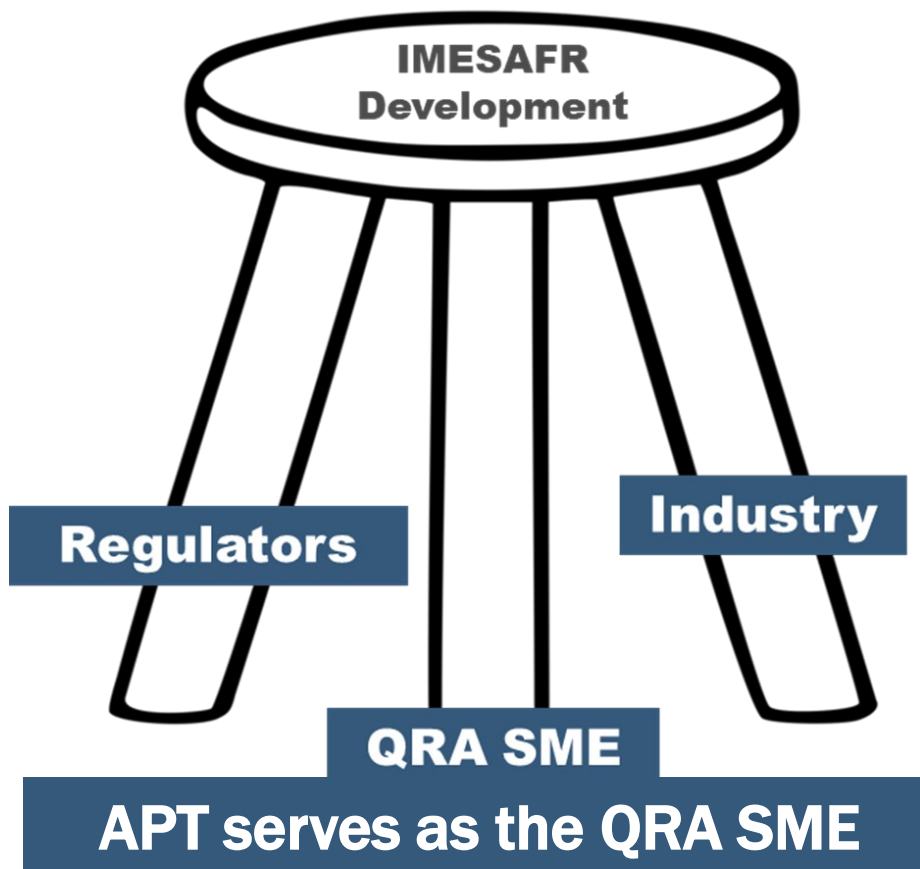 IMESAFR
Development
Regulators
Industry
QRA SME
APT serves as the QRA SME